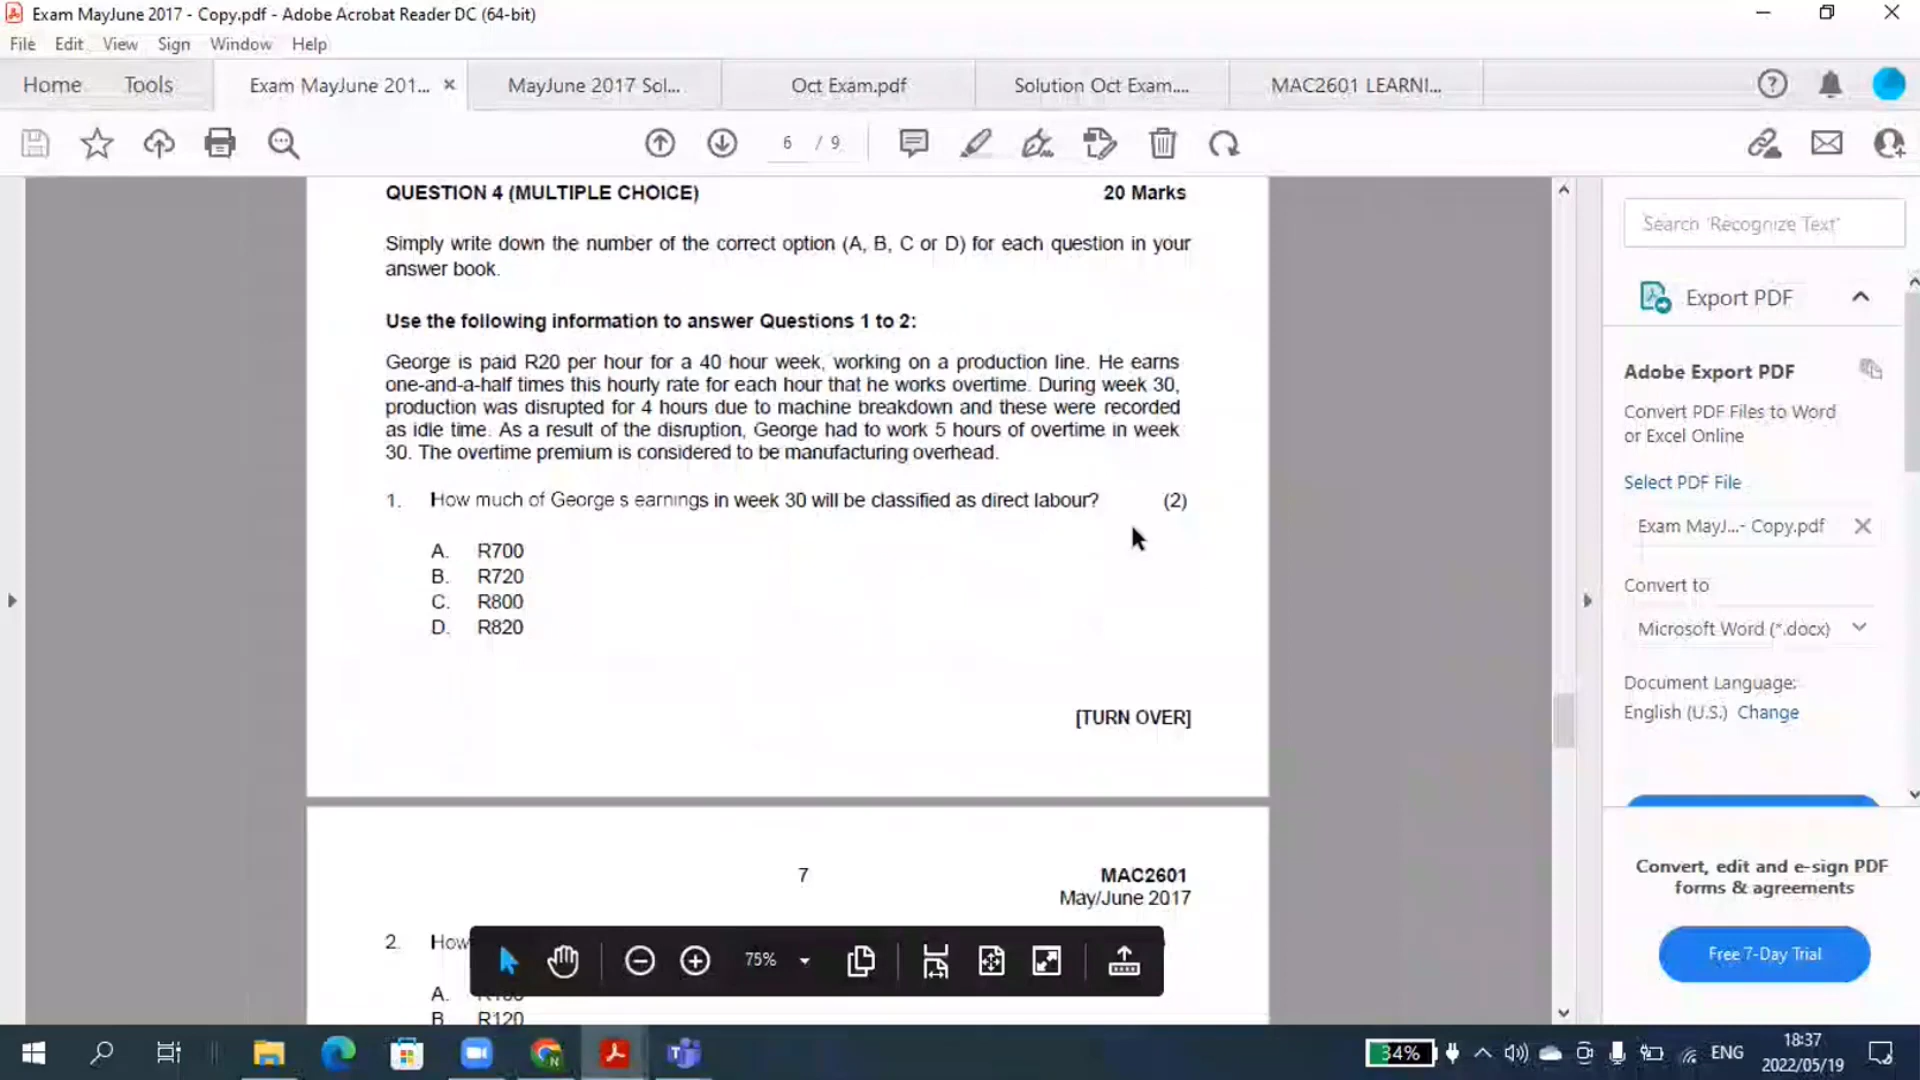 Exam MayJune 2017 - Copy.pdf - Adobe Acrobat Reader DC (64-bit)
File Edit View Sign Window Help
Home Tools Exam MayJune 201... MayJune 2017 Sol... Oct Exam.pdf Solution Oct Exam.... MAC2601 LEARNI...
6 / 9
QUESTION 4 (MULTIPLE CHOICE) 20 Marks
Simply write down the number of the correct option (A, B, C or D) for each question in your
answer book.
Use the following information to answer Questions 1 to 2:
George is paid R20 per hour for a 40 hour week, working on a production line. He earns
one-and-a-half times this hourly rate for each hour that he works overtime. During week 30,
production was disrupted for 4 hours due to machine breakdown and these were recorded
as idle time. As a result of the disruption, George had to work 5 hours of overtime in week
30. The overtime premium is considered to be manufacturing overhead.
1. How much of George s earnings in week 30 will be classified as direct labour? (2)
A. R700
B. R720
C. R800
D. R820
[TURN OVER]
7 MAC2601
May/June 2017
2. How
A.
B. R120
75%
Search 'Recognize Text'
Export PDF
Adobe Export PDF
Convert PDF Files to Word
or Excel Online
Select PDF File
Exam MayJ...- Copy.pdf
Convert to
Microsoft Word (*.docx)
Document Language:
English (U.S.) Change
Convert, edit and e-sign PDF
forms & agreements
Free 7-Day Trial
34% ENG 18:37
2022/05/19